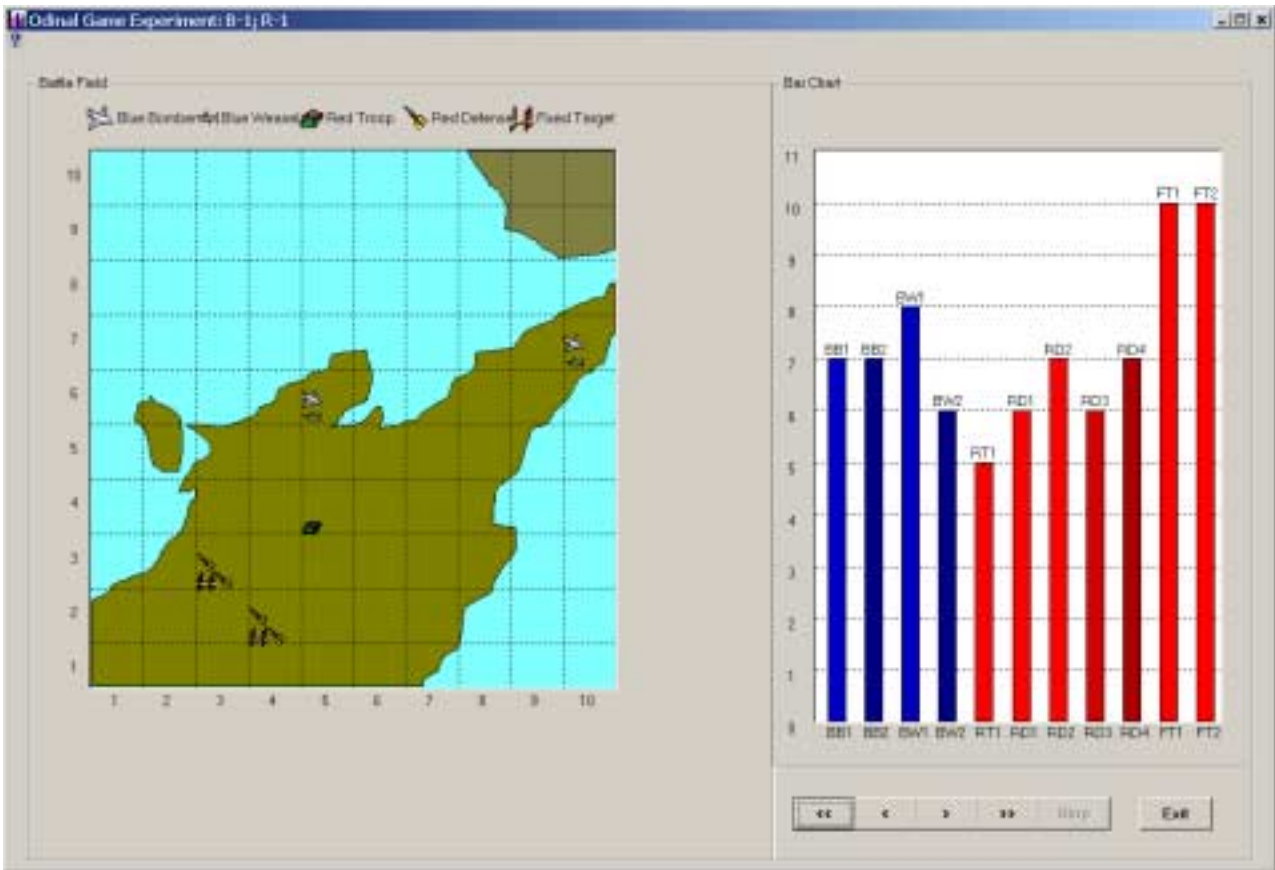 Odinal Game Experiment: B-1; R-1
Battle Field
Blue Bomber Blue Weasel Red Troop Red Defense Fixed Target
10
9
8
7
6
5
4
3
2
1
1 2 3 4 5 6 7 8 9 10
Bar Chart
11
10
9
8
7
6
5
4
3
2
1
0
FT1 FT2
BW1
BB1 BB2 RD2 RD4
BW2 RD1 RD3
RT1
BB1 BB2 BW1 BW2 RT1 RD1 RD2 RD3 RD4 FT1 FT2
<< < > >> Stop
Exit